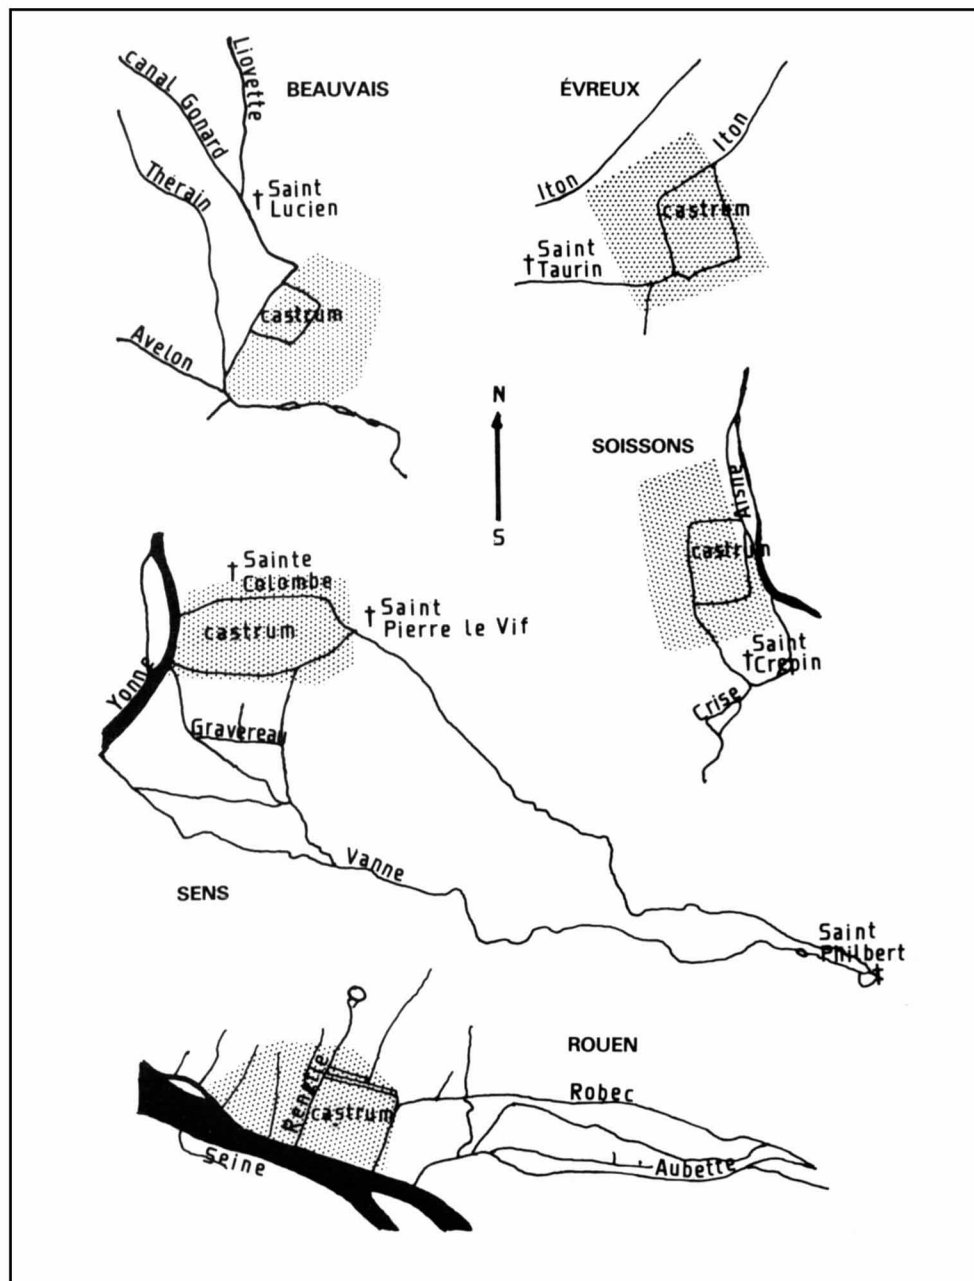 BEAUVAIS
canal Gonard
Liovette
Thérain
Saint
Lucien
castrum
Avelon
ÉVREUX
Iton
Iton
castrum
Saint
Taurin
N
S
SOISSONS
Aisne
castrum
Saint
Crepin
Crise
Sainte
Colombe
Saint
Pierre le Vif
castrum
Yonne
Gravereau
Vanne
SENS
Saint
Philbert
ROUEN
Renelle
castrum
Robec
Seine
Aubette